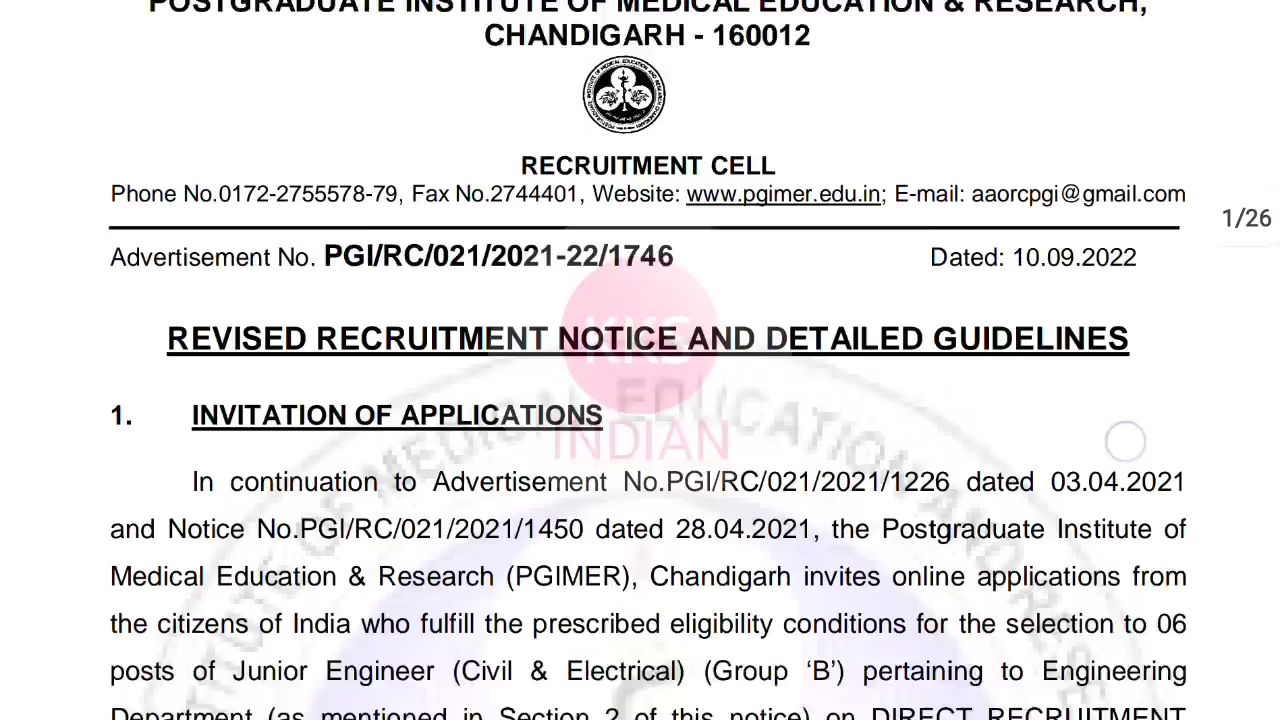 POSTGRADUATE INSTITUTE OF MEDICAL EDUCATION & RESEARCH,
CHANDIGARH - 160012
RECRUITMENT CELL
Phone No.0172-2755578-79, Fax No.2744401, Website: www.pgimer.edu.in; E-mail: aaorcpgi@gmail.com
1/26
Advertisement No. PGI/RC/021/2021-22/1746 Dated: 10.09.2022
REVISED RECRUITMENT NOTICE AND DETAILED GUIDELINES
KKS
INDIAN
1. INVITATION OF APPLICATIONS
In continuation to Advertisement No.PGI/RC/021/2021/1226 dated 03.04.2021
and Notice No.PGI/RC/021/2021/1450 dated 28.04.2021, the Postgraduate Institute of
Medical Education & Research (PGIMER), Chandigarh invites online applications from
the citizens of India who fulfill the prescribed eligibility conditions for the selection to 06
posts of Junior Engineer (Civil & Electrical) (Group ‘B’) pertaining to Engineering
Department (as mentioned in Section 2 of this notice) on DIRECT RECRUITMENT